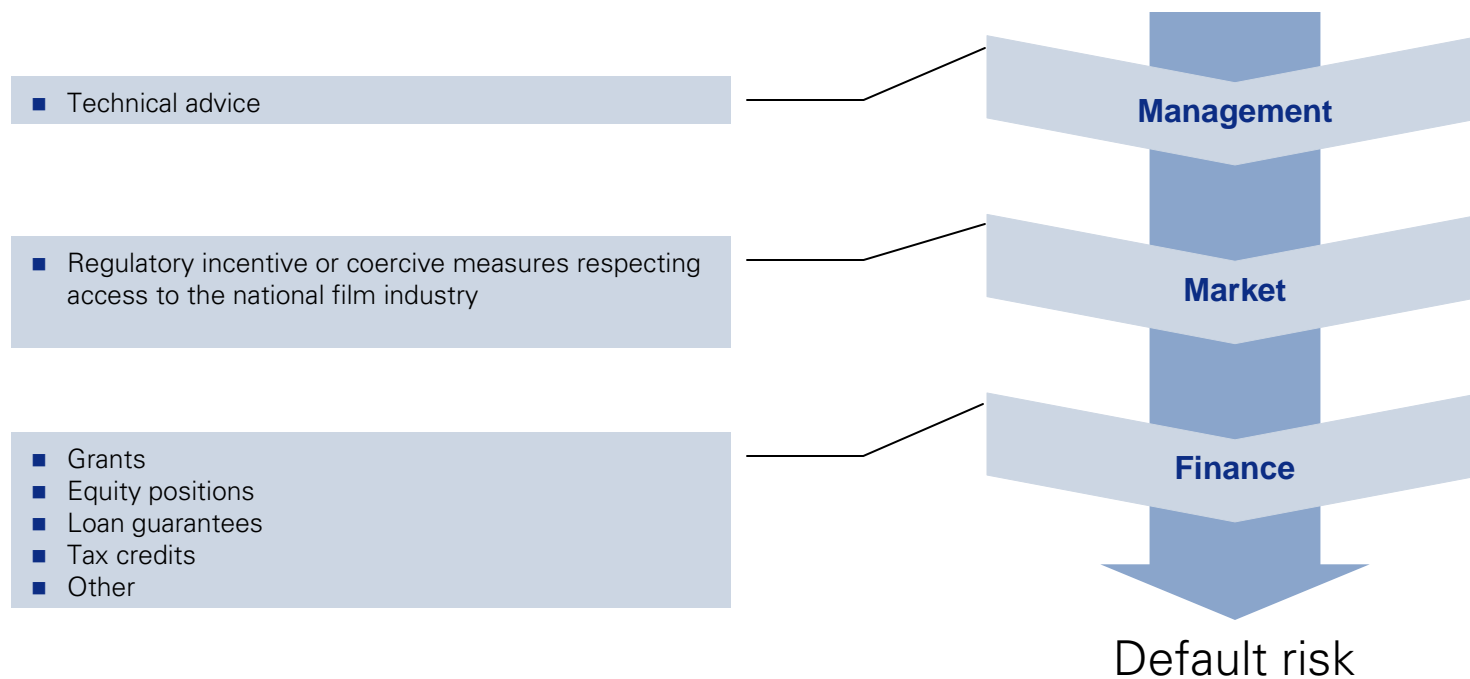 Technical advice
Management
Regulatory incentive or coercive measures respecting
access to the national film industry
Market
Grants
Equity positions
Loan guarantees
Tax credits
Other
Finance
Default risk